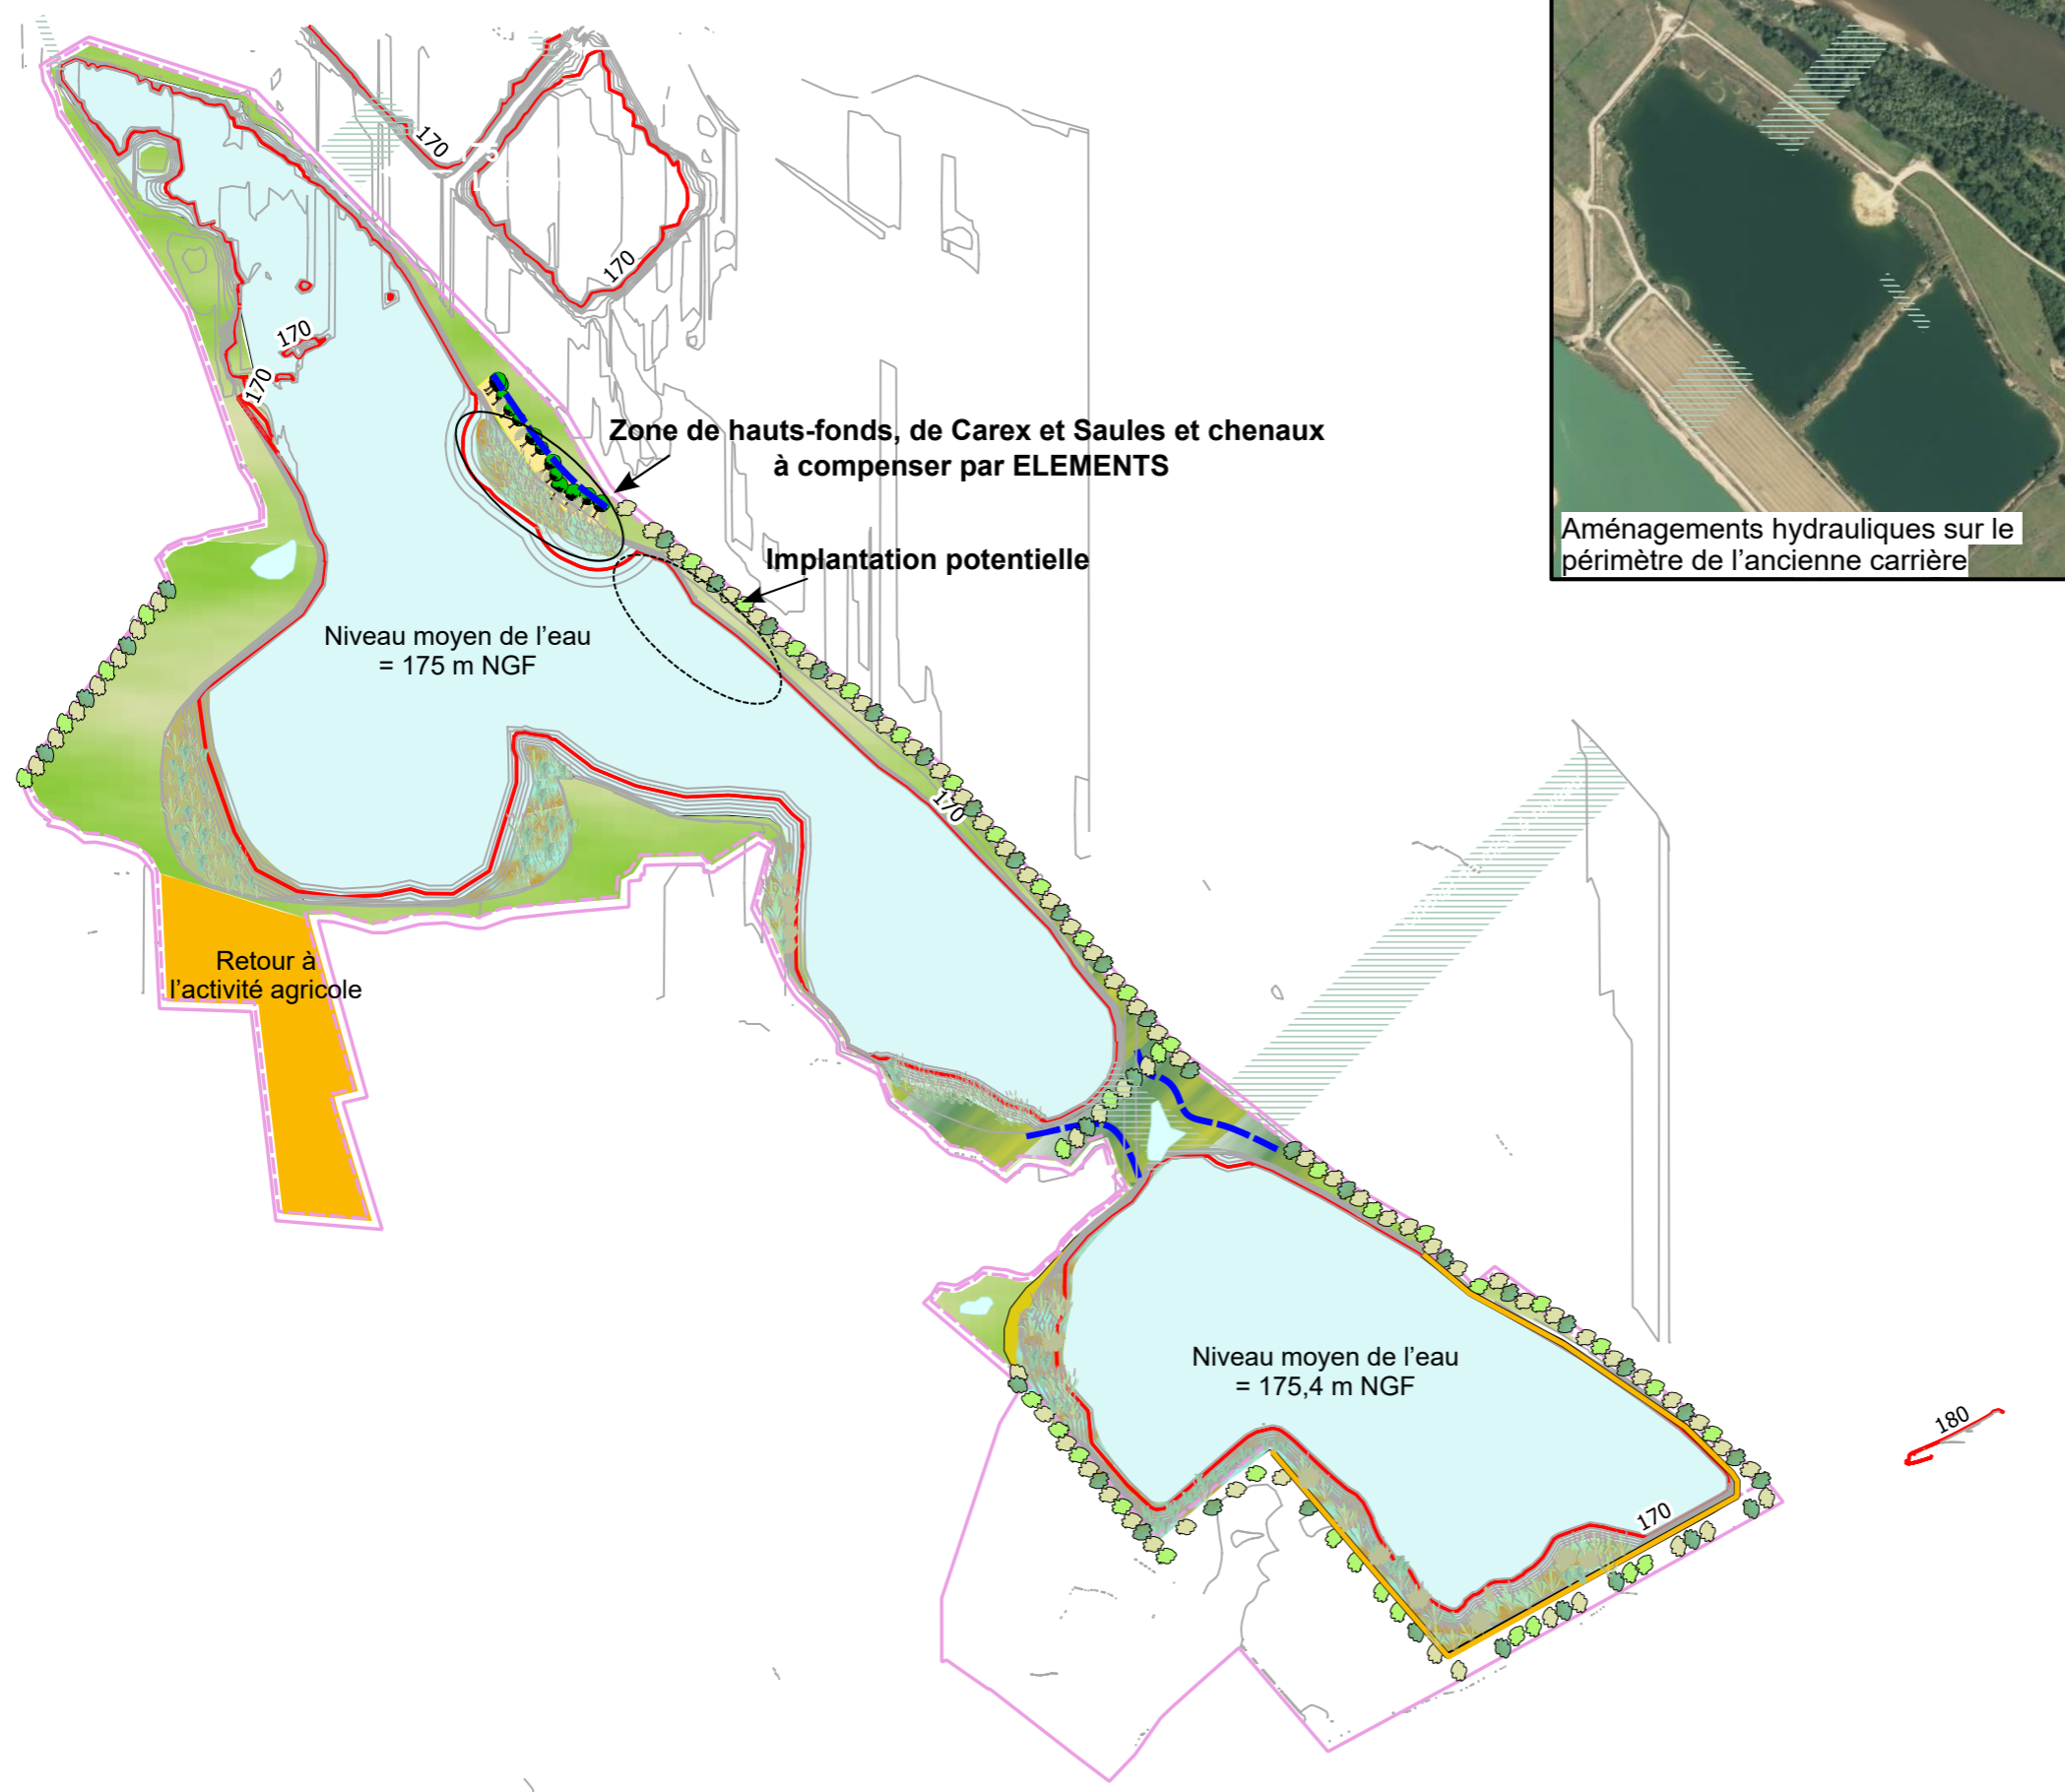 170
75
170
170
170
Zone de hauts-fonds, de Carex et Saules et chenaux
à compenser par ELEMENTS
Aménagements hydrauliques sur le
périmètre de l'ancienne carrière
Implantation potentielle
Niveau moyen de l'eau
= 175 m NGF
170
Retour à
l'activité agricole
Niveau moyen de l'eau
= 175,4 m NGF
180
170